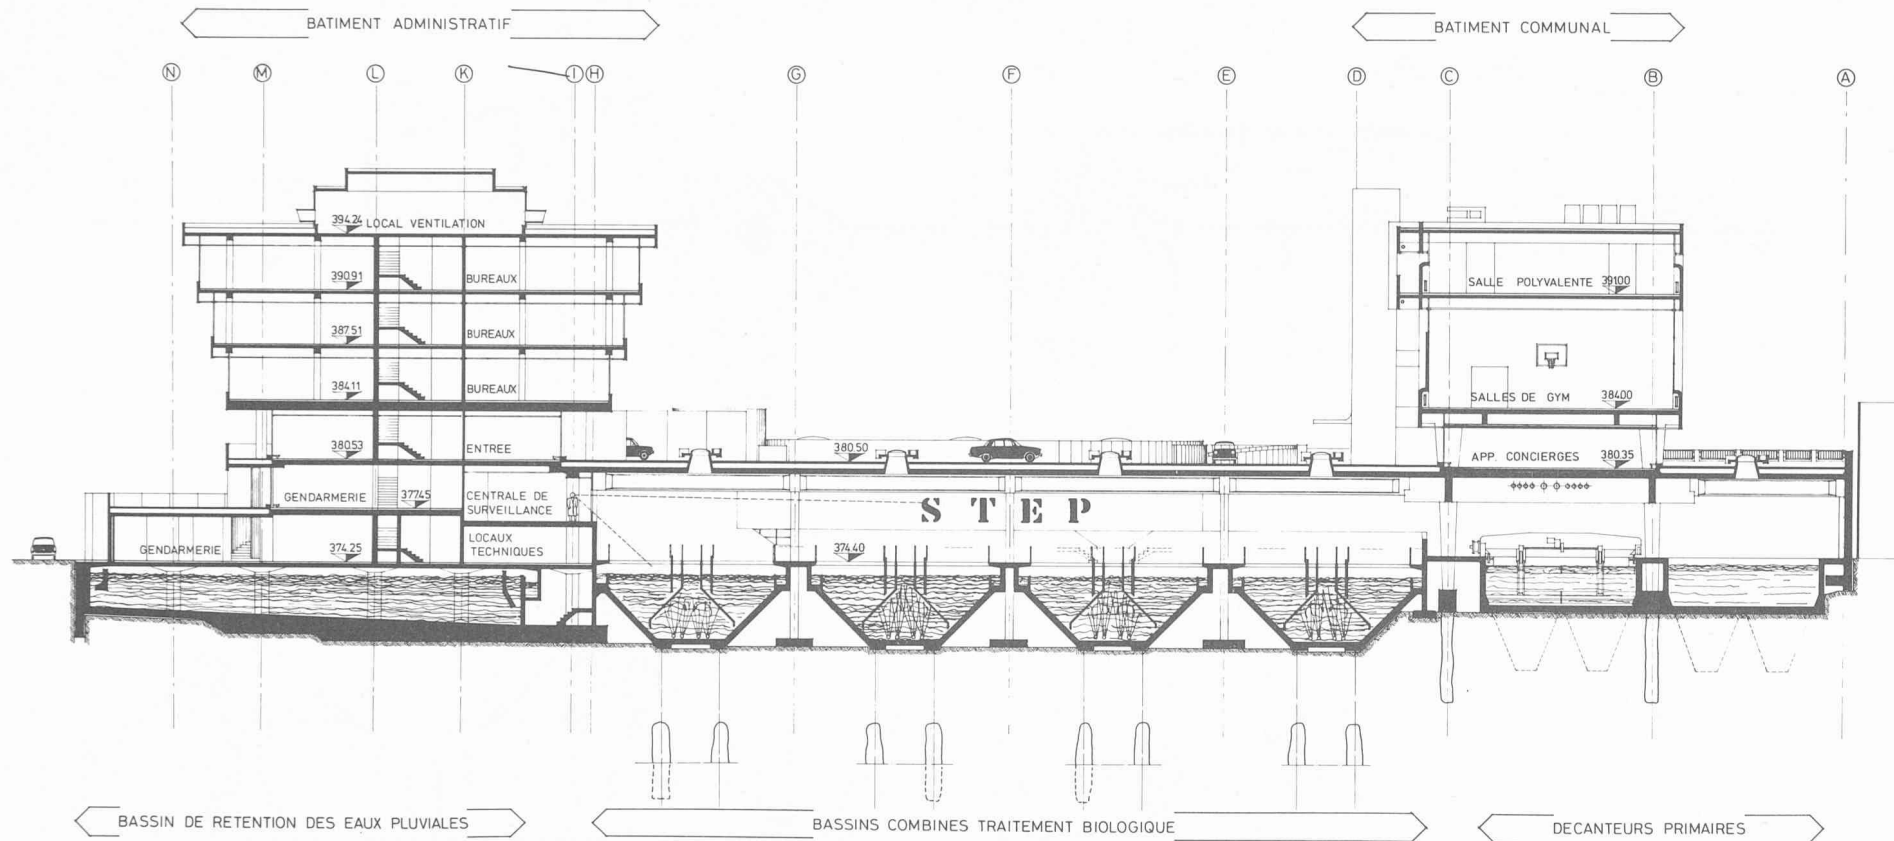 BATIMENT ADMINISTRATIF
BATIMENT COMMUNAL
N M L K I H G F E D C B A
394.24 LOCAL VENTILATION
390.91 BUREAUX
SALLE POLYVALENTE 391.00
387.51 BUREAUX
384.11 BUREAUX
SALLES DE GYM 384.00
380.53 ENTREE
380.50
APP. CONCIERGES 380.35
GENDARMERIE 377.45
CENTRALE DE
SURVEILLANCE
STEP
LOCAUX
TECHNIQUES
GENDARMERIE 374.25
374.40
BASSIN DE RETENTION DES EAUX PLUVIALES
BASSINS COMBINES TRAITEMENT BIOLOGIQUE
DECANTEURS PRIMAIRES